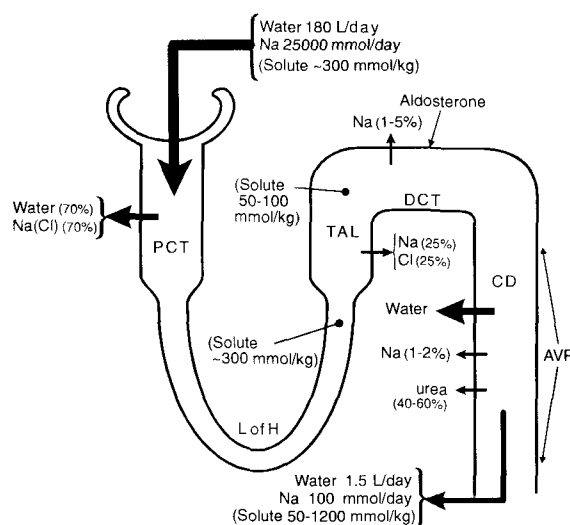 Water 180 L/day
Na 25000 mmol/day
(Solute ~300 mmol/kg)
Aldosterone
Na (1-5%)
(Solute
50-100
mmol/kg)
DCT
Water (70%)
Na(Cl) (70%)
PCT
TAL
Na (25%)
Cl (25%)
CD
Water
(Solute
~300 mmol/kg)
Na (1-2%)
AVP
urea
(40-60%)
L of H
Water 1.5 L/day
Na 100 mmol/day
(Solute 50-1200 mmol/kg)